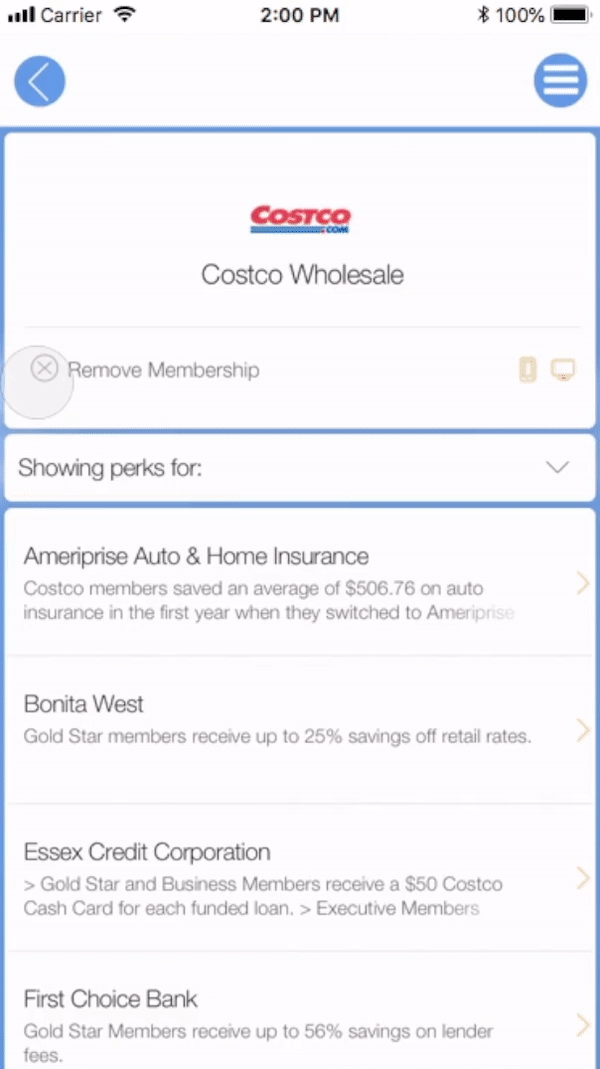 Carrier 2:00 PM 100%
COSTCO
.COM
Costco Wholesale
Remove Membership
Showing perks for:
Ameriprise Auto & Home Insurance
Costco members saved an average of $506.76 on auto
insurance in the first year when they switched to Ameriprise
Bonita West
Gold Star members receive up to 25% savings off retail rates.
Essex Credit Corporation
> Gold Star and Business Members receive a $50 Costco
Cash Card for each funded loan. > Executive Members
First Choice Bank
Gold Star Members receive up to 56% savings on lender
fees.